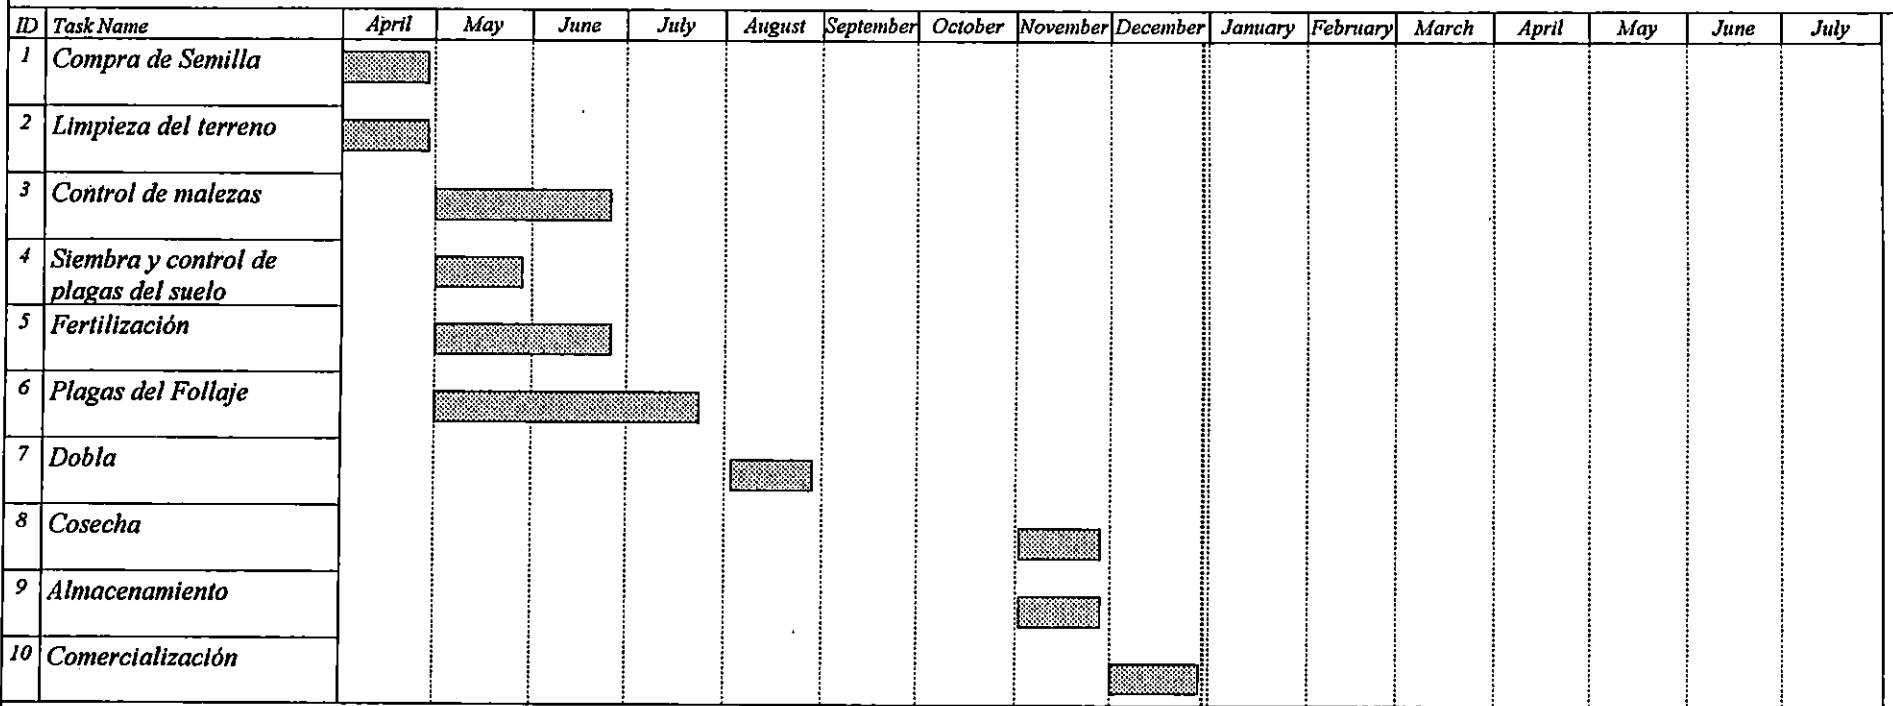 ID Task Name April May June July August September October November December January February March April May June July
1 Compra de Semilla
2 Limpieza del terreno
3 Control de malezas
4 Siembra y control de
plagas del suelo
5 Fertilización
6 Plagas del Follaje
7 Dobla
8 Cosecha
9 Almacenamiento
10 Comercialización